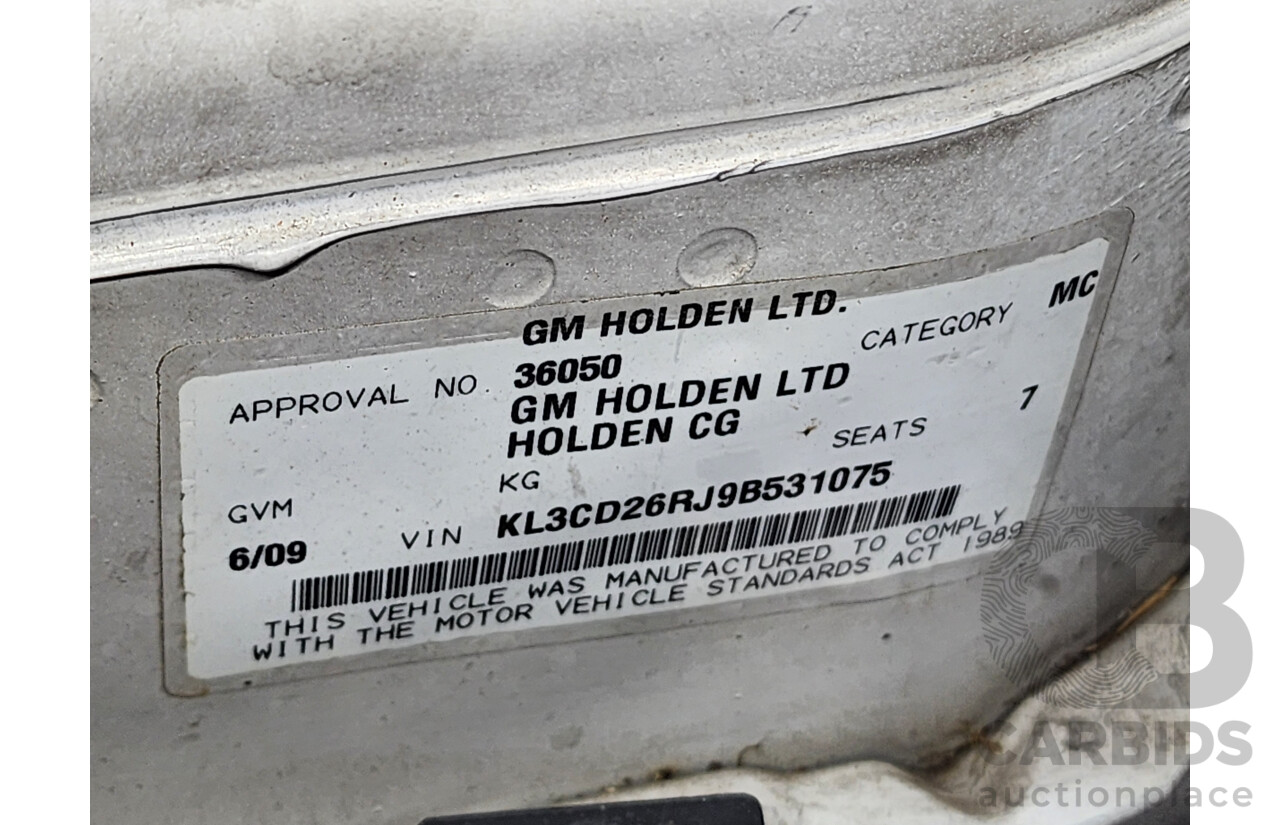 GM HOLDEN LTD.
APPROVAL NO. 36050 CATEGORY MC
GM HOLDEN LTD
HOLDEN CG SEATS 7
GVM KG
6/09 VIN KL3CD26RJ9B531075
THIS VEHICLE WAS MANUFACTURED TO COMPLY
WITH THE MOTOR VEHICLE STANDARDS ACT 1989
CB
CARBIDS
auctionplace